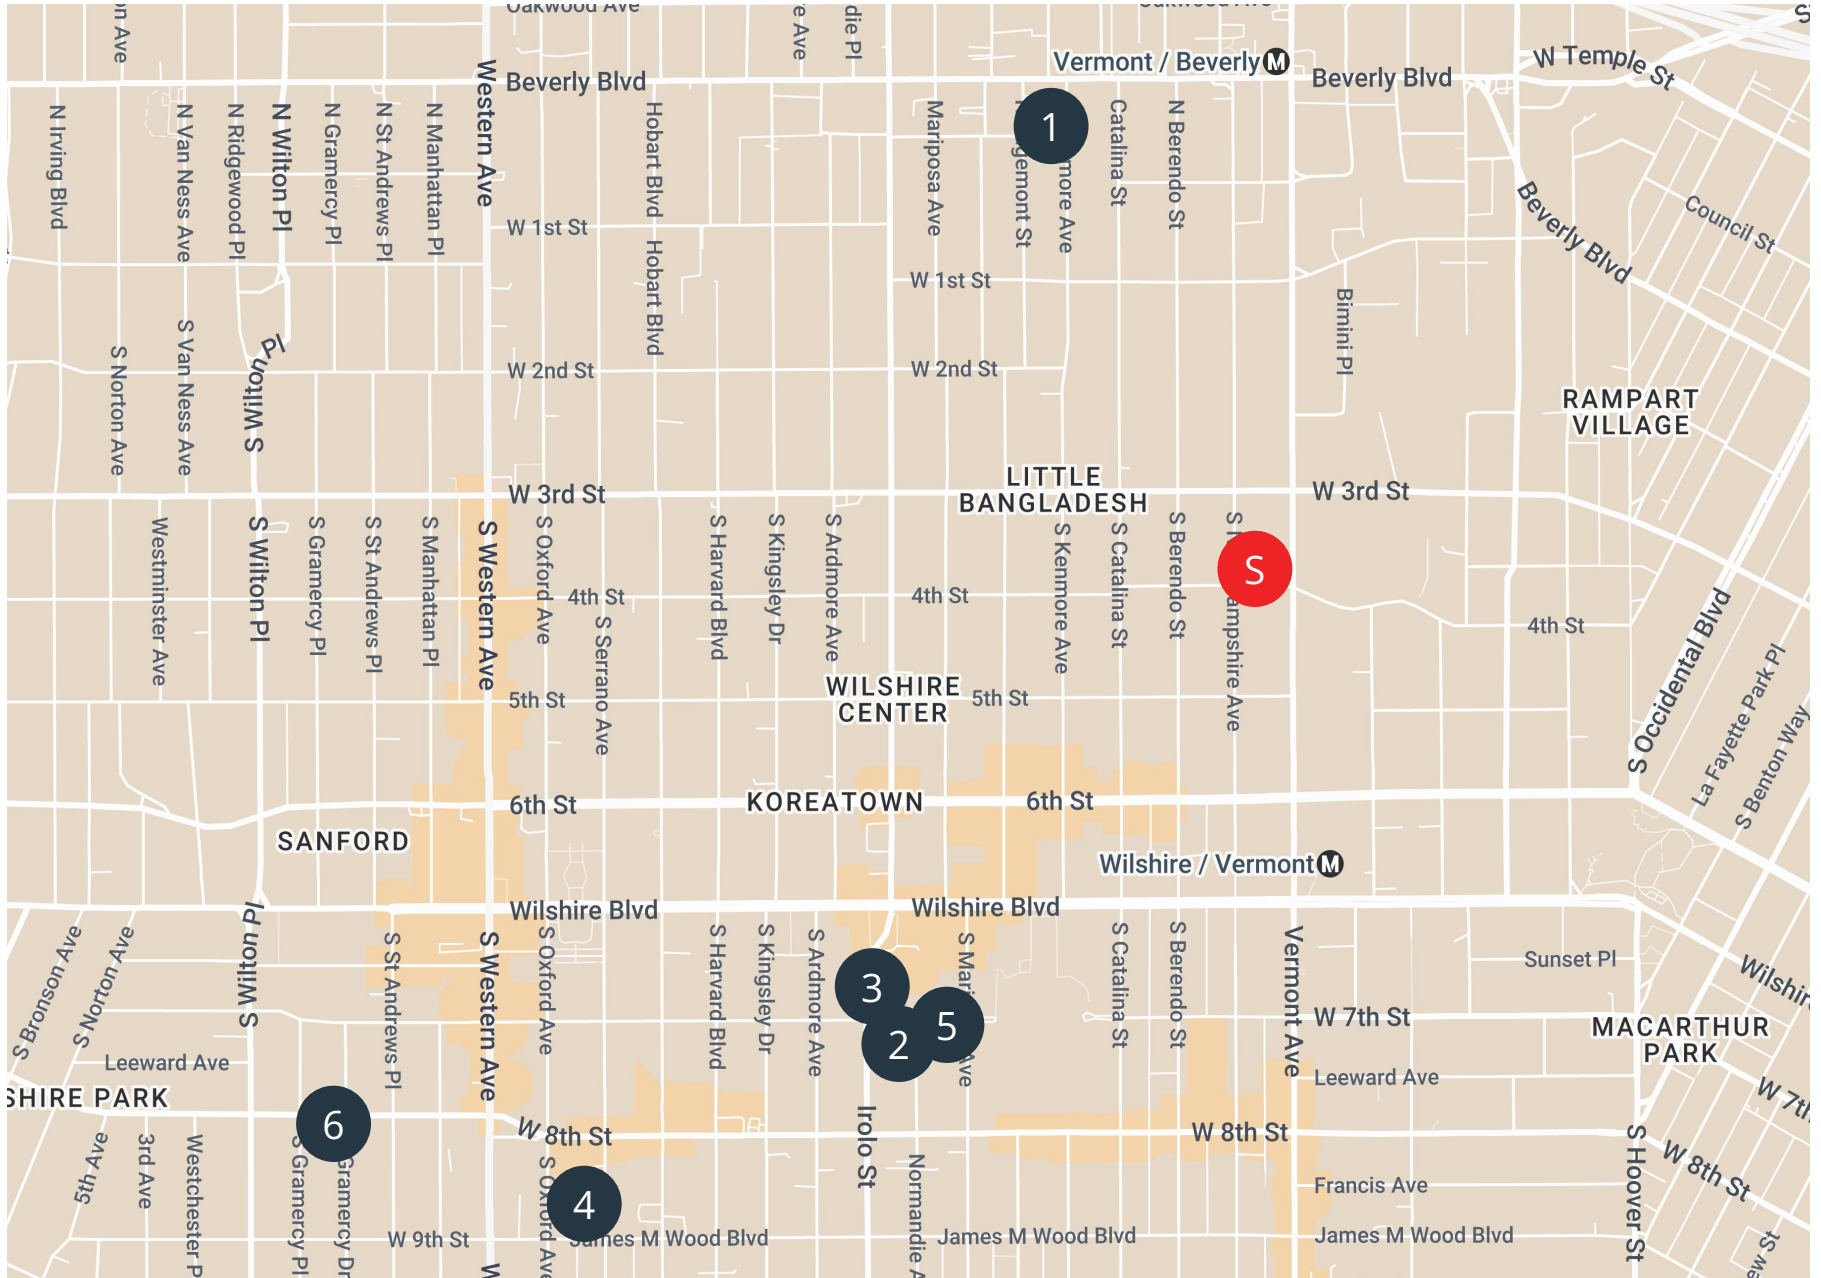 Oakwood Ave
Oakwood Ave
Vermont / Beverly M
W Temple St
Beverly Blvd
Beverly Blvd
Western Ave
N Irving Blvd
N Van Ness Ave
N Ridgewood Pl
N Wilton Pl
N Gramercy Pl
N St Andrews Pl
N Manhattan Pl
Hobart Blvd
Mariposa Ave
1
Catalina St
N Berendo St
Beverly Blvd
Council St
W 1st St
Hobart Blvd
W 1st St
Bimini Pl
S Norton Ave
S Van Ness Ave
S Wilton Pl
W 2nd St
W 2nd St
RAMPART
VILLAGE
LITTLE
BANGLADESH
W 3rd St
W 3rd St
Westminster Ave
S Wilton Pl
S Gramercy Pl
S St Andrews Pl
S Manhattan Pl
S Western Ave
S Oxford Ave
S Serrano Ave
S Harvard Blvd
S Kingsley Dr
S Ardmore Ave
S Kenmore Ave
S Catalina St
S Berendo St
S
4th St
4th St
4th St
S Occidental Blvd
La Fayette Park Pl
S Benton Way
WILSHIRE
CENTER
5th St
5th St
6th St
KOREATOWN
6th St
SANFORD
Wilshire / Vermont M
Wilshire Blvd
Wilshire Blvd
S Bronson Ave
S Norton Ave
S Wilton Pl
S St Andrews Pl
S Western Ave
S Oxford Ave
S Harvard Blvd
S Kingsley Dr
S Ardmore Ave
3
2
5
S Catalina St
S Berendo St
Vermont Ave
Sunset Pl
W 7th St
MACARTHUR
PARK
Leeward Ave
Leeward Ave
W 7th
SHIRE PARK
6
W 8th St
W 8th St
W 8th St
5th Ave
3rd Ave
Westchester P
S Gramercy Pl
Gramercy Dr
S Oxford Ave
4
Irolo St
Normandie A
Francis Ave
S Hoover St
W 9th St
James M Wood Blvd
James M Wood Blvd
James M Wood Blvd